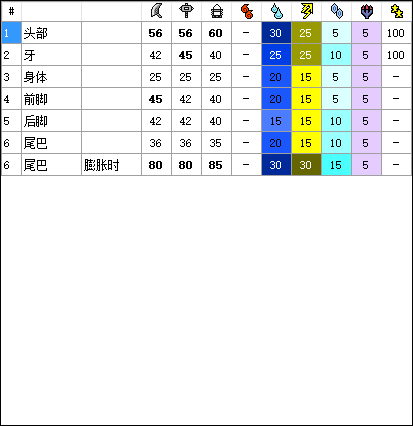 #
1 头部 56 56 60 － 30 25 5 5 100
2 牙 42 45 40 － 25 25 10 5 100
3 身体 25 25 25 － 20 15 5 5 －
4 前脚 45 42 40 － 20 15 5 5 －
5 后脚 42 42 40 － 15 15 10 5 －
6 尾巴 36 36 35 － 20 15 10 5 －
6 尾巴 膨胀时 80 80 85 － 30 30 15 5 －